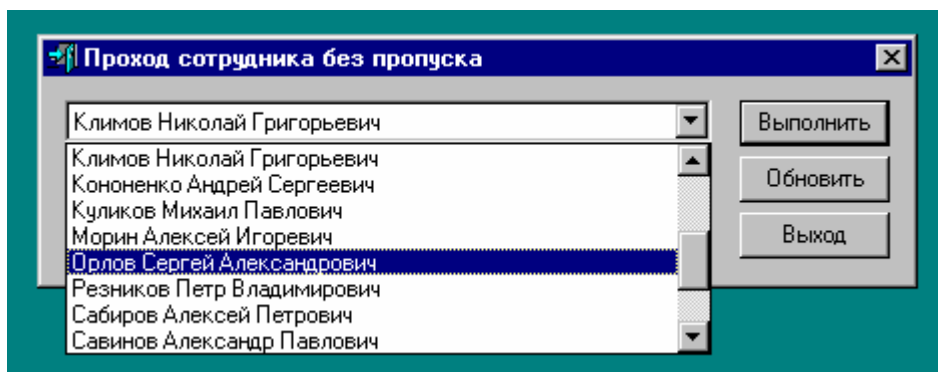 Проход сотрудника без пропуска
Климов Николай Григорьевич
Выполнить
Климов Николай Григорьевич
Кононенко Андрей Сергеевич
Обновить
Куликов Михаил Павлович
Морин Алексей Игоревич
Выход
Орлов Сергей Александрович
Резников Петр Владимирович
Сабиров Алексей Петрович
Савинов Александр Павлович